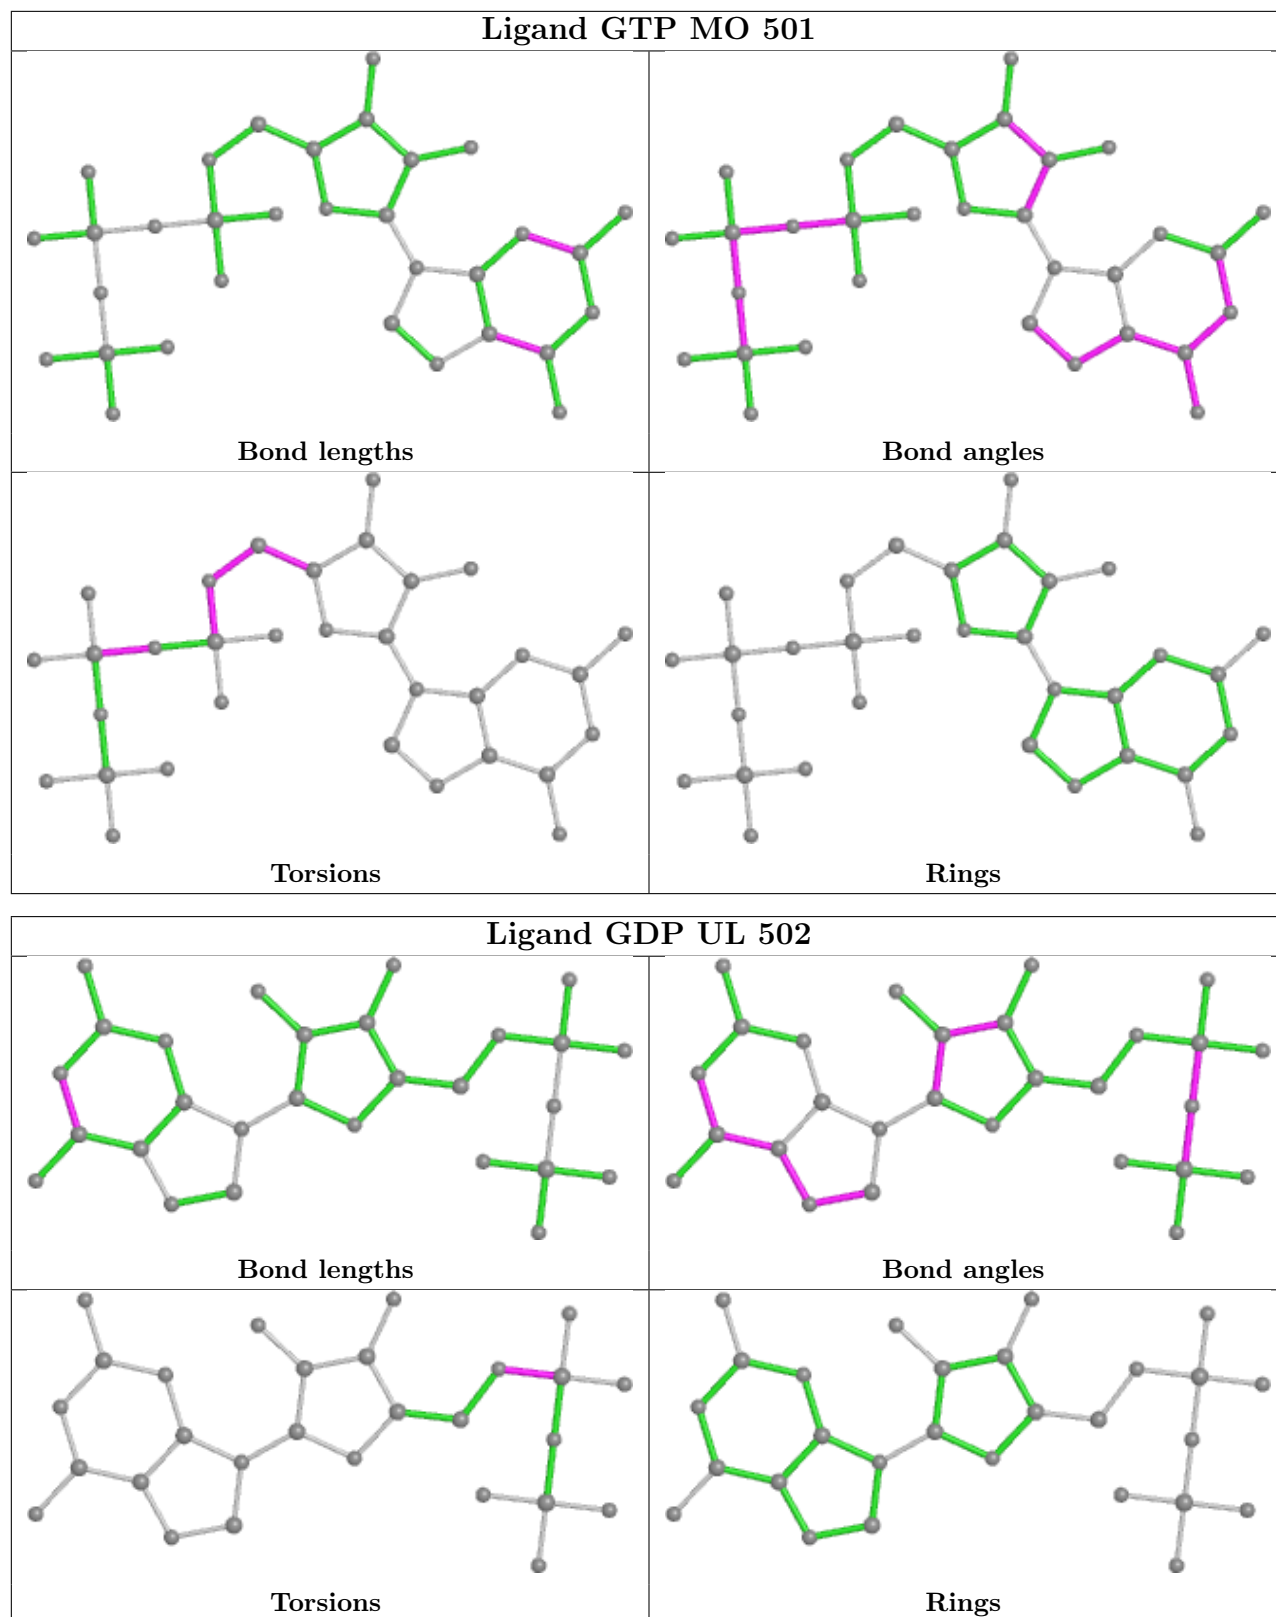 Ligand GTP MO 501
Bond lengths
Bond angles
Torsions
Rings
Ligand GDP UL 502
Bond lengths
Bond angles
Torsions
Rings